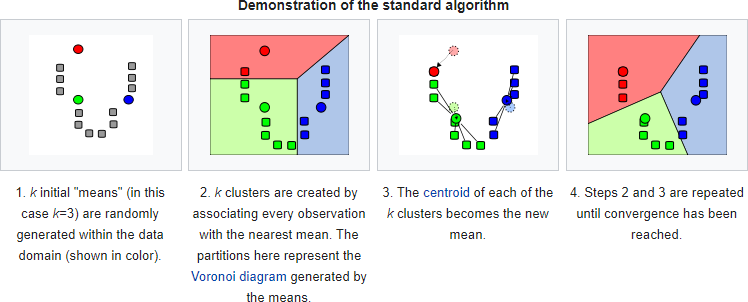 Demonstration of the standard algorithm
1. k initial "means" (in this
case k=3) are randomly
generated within the data
domain (shown in color).
2. k clusters are created by
associating every observation
with the nearest mean. The
partitions here represent the
Voronoi diagram generated by
the means.
3. The centroid of each of the
k clusters becomes the new
mean.
4. Steps 2 and 3 are repeated
until convergence has been
reached.